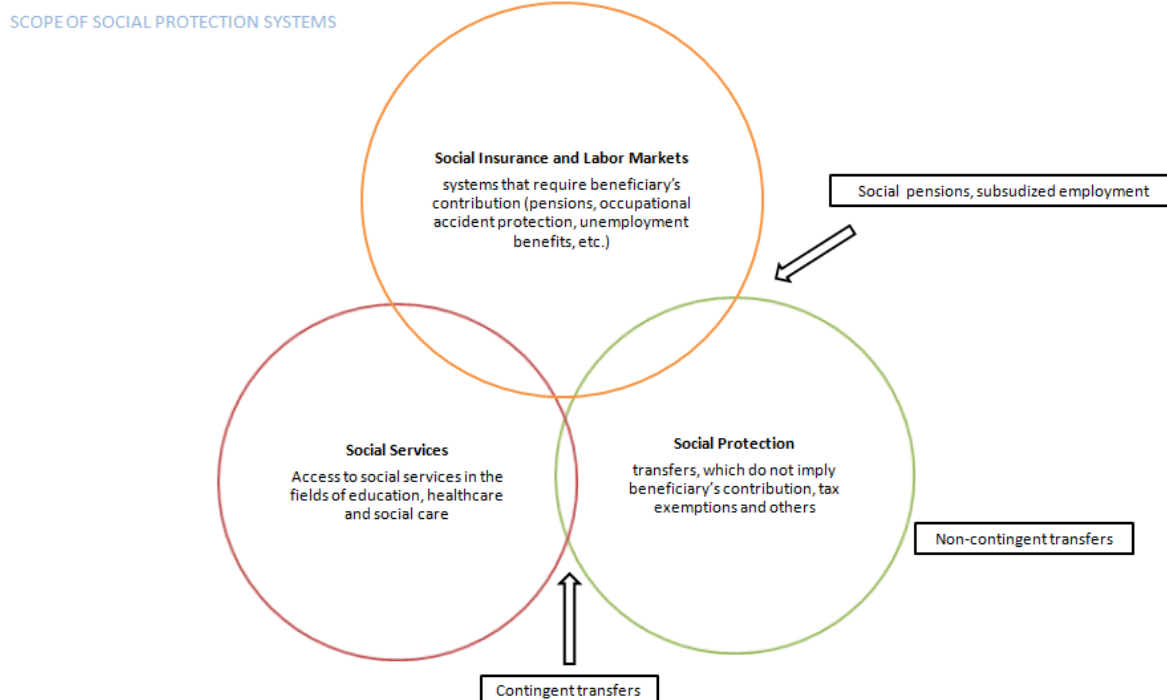 SCOPE OF SOCIAL PROTECTION SYSTEMS
Social Insurance and Labor Markets
systems that require beneficiary's
contribution (pensions, occupational
accident protection, unemployment
benefits, etc.)
Social pensions, subsudized employment
Social Services
Access to social services in the
fields of education, healthcare
and social care
Social Protection
transfers, which do not imply
beneficiary's contribution, tax
exemptions and others
Non-contingent transfers
Contingent transfers